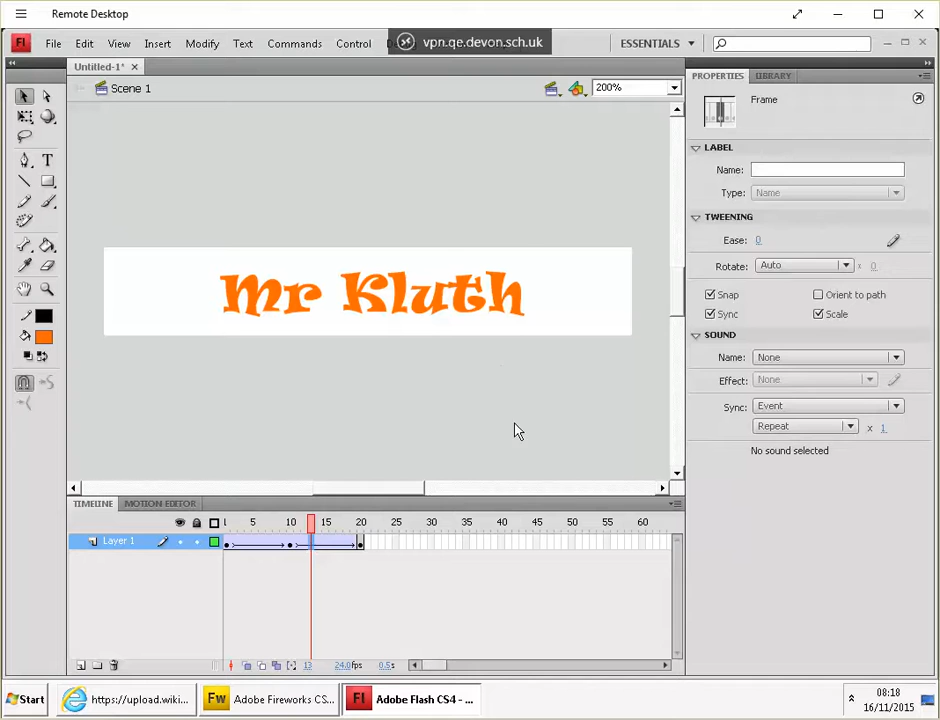 Remote Desktop
Fl File Edit View Insert Modify Text Commands Control vpn.qe.devon.sch.uk ESSENTIALS
Untitled-1* PROPERTIES LIBRARY
Scene 1 200%
Frame
LABEL
Name:
Type: Name
TWEENING
Ease: 0
Rotate: Auto x 0
Snap Orient to path
Sync Scale
SOUND
Name: None
Effect: None
Sync: Event
Repeat x 1
No sound selected
Mr Kluth
TIMELINE MOTION EDITOR
1 5 10 15 20 25 30 35 40 45 50 55 60
Layer 1
13 24.0fps 0.5s
Start https://upload.wiki... Fw Adobe Fireworks CS... Fl Adobe Flash CS4 - ... 08:18
16/11/2015